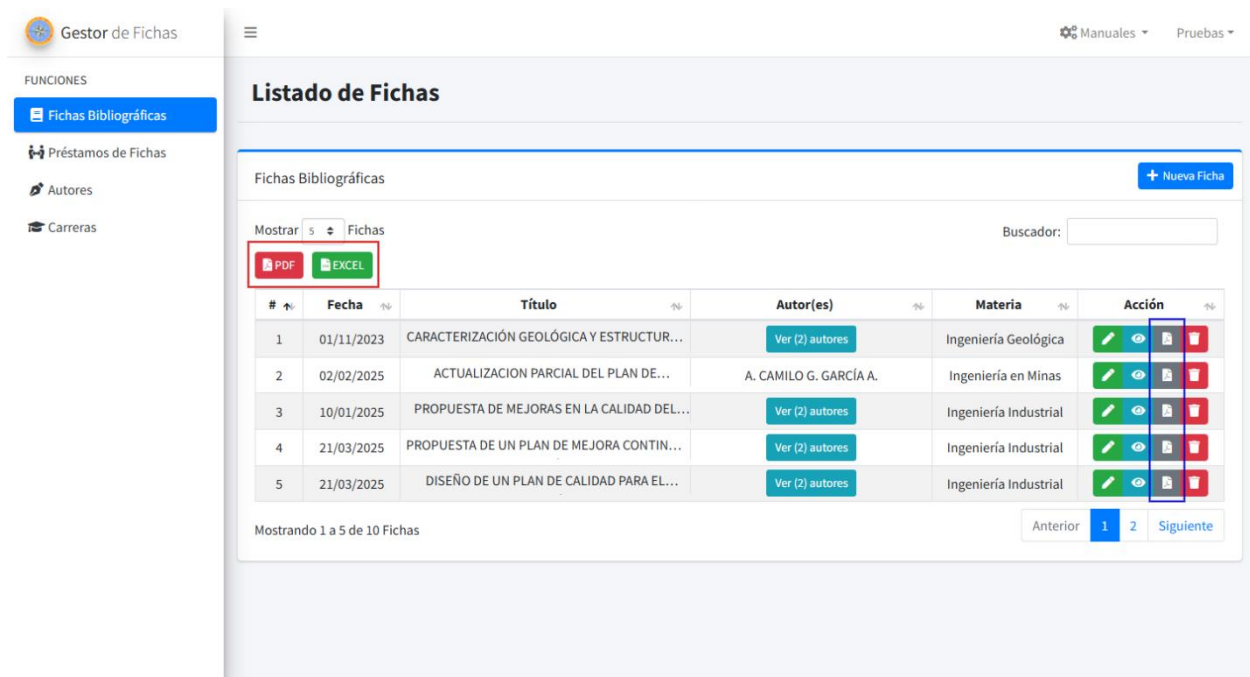 Gestor de Fichas
Manuales
Pruebas
FUNCIONES
Fichas Bibliográficas
Préstamos de Fichas
Autores
Carreras
Listado de Fichas
Fichas Bibliográficas
Nueva Ficha
Mostrar 5 Fichas
Buscador:
PDF
EXCEL
# Fecha Título Autor(es) Materia Acción
1 01/11/2023 CARACTERIZACIÓN GEOLÓGICA Y ESTRUCTUR... Ver (2) autores Ingeniería Geológica
2 02/02/2025 ACTUALIZACION PARCIAL DEL PLAN DE... A. CAMILO G. GARCÍA A. Ingeniería en Minas
3 10/01/2025 PROPUESTA DE MEJORAS EN LA CALIDAD DEL... Ver (2) autores Ingeniería Industrial
4 21/03/2025 PROPUESTA DE UN PLAN DE MEJORA CONTIN... Ver (2) autores Ingeniería Industrial
5 21/03/2025 DISEÑO DE UN PLAN DE CALIDAD PARA EL... Ver (2) autores Ingeniería Industrial
Mostrando 1 a 5 de 10 Fichas
Anterior 1 2 Siguiente